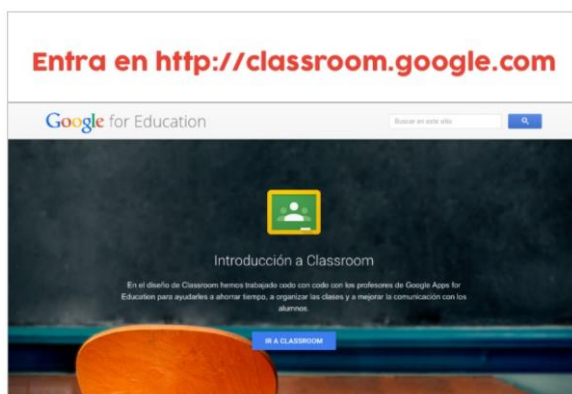 Entra en http://classroom.google.com
Google for Education
Buscar en este sitio
Introducción a Classroom
En el diseño de Classroom hemos trabajado codo con codo con los profesores de Google Apps for
Education para ayudarles a ahorrar tiempo, a organizar las clases y a mejorar la comunicación con los
alumnos.
IR A CLASSROOM